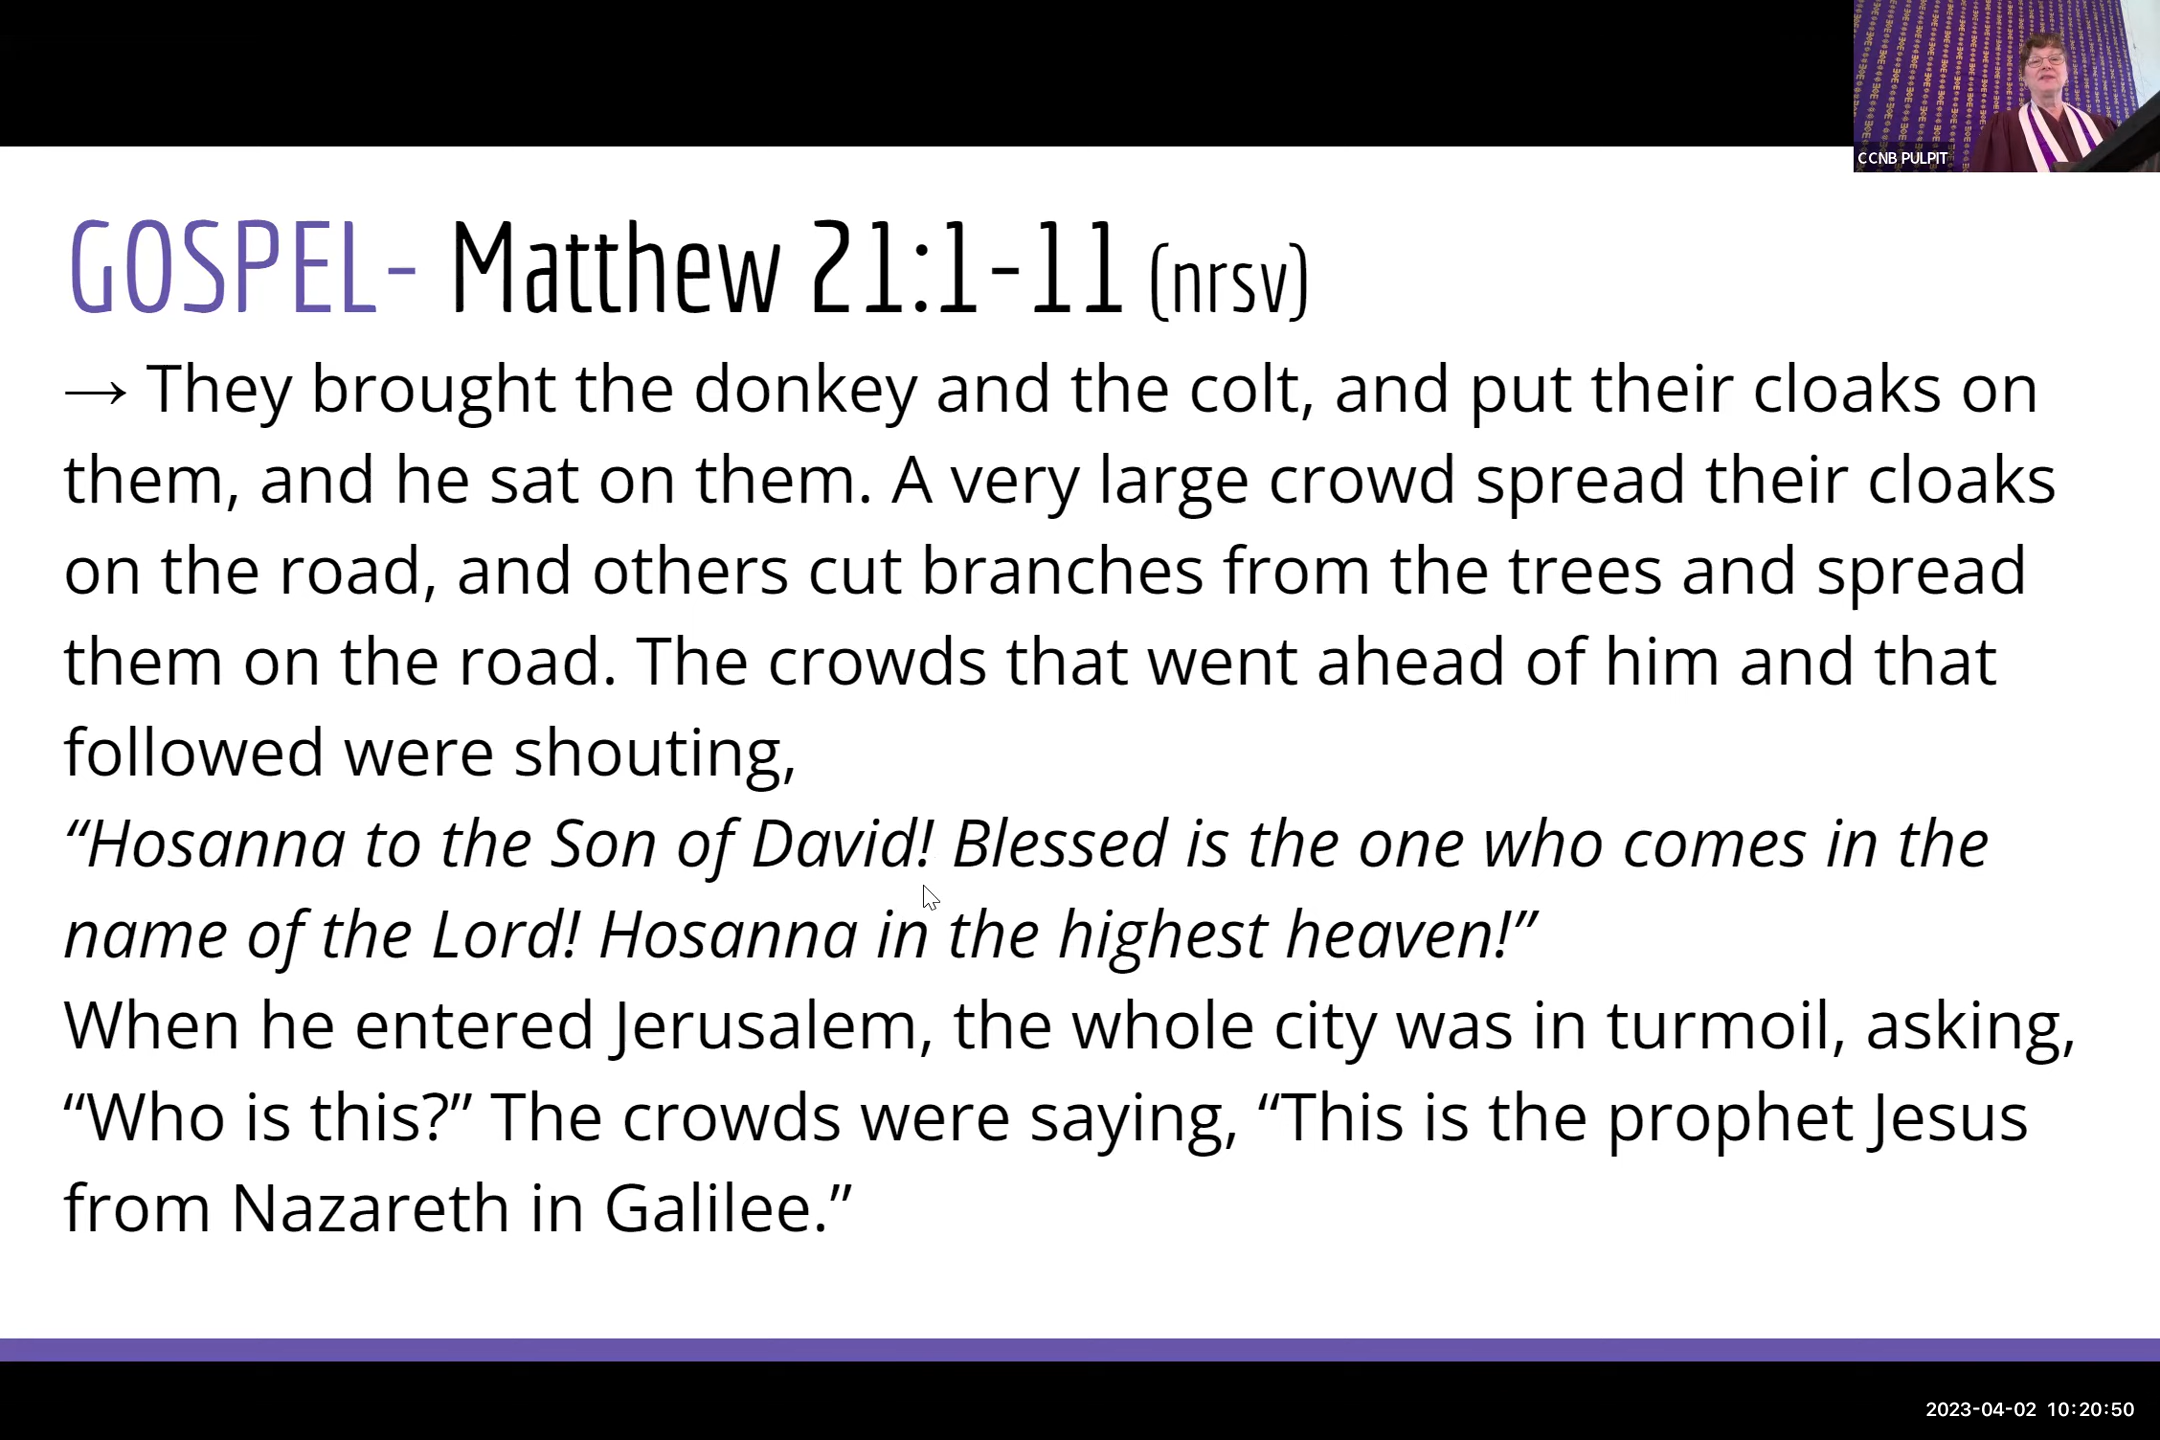 CCNB PULPIT
GOSPEL- Matthew 21:1-11 (nrsv)
→ They brought the donkey and the colt, and put their cloaks on
them, and he sat on them. A very large crowd spread their cloaks
on the road, and others cut branches from the trees and spread
them on the road. The crowds that went ahead of him and that
followed were shouting,
“Hosanna to the Son of David! Blessed is the one who comes in the
name of the Lord! Hosanna in the highest heaven!”
When he entered Jerusalem, the whole city was in turmoil, asking,
“Who is this?” The crowds were saying, “This is the prophet Jesus
from Nazareth in Galilee.”
2023-04-02 10:20:50